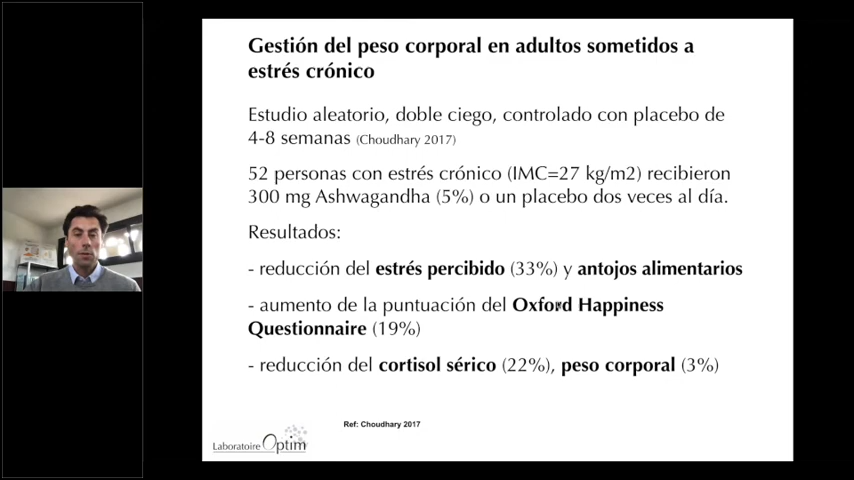 Gestión del peso corporal en adultos sometidos a
estrés crónico
Estudio aleatorio, doble ciego, controlado con placebo de
4-8 semanas (Choudhary 2017)
52 personas con estrés crónico (IMC=27 kg/m2) recibieron
300 mg Ashwagandha (5%) o un placebo dos veces al día.
Resultados:
- reducción del estrés percibido (33%) y antojos alimentarios
- aumento de la puntuación del Oxford Happiness
Questionnaire (19%)
- reducción del cortisol sérico (22%), peso corporal (3%)
Ref: Choudhary 2017
Laboratoire Optim